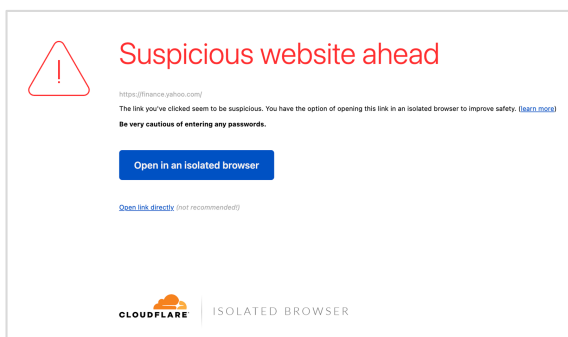 Suspicious website ahead
https://finance.yahoo.com/
The link you've clicked seem to be suspicious. You have the option of opening this link in an isolated browser to improve safety. (learn more)
Be very cautious of entering any passwords.
Open in an isolated browser
Open link directly (not recommended!)
CLOUDFLARE ISOLATED BROWSER